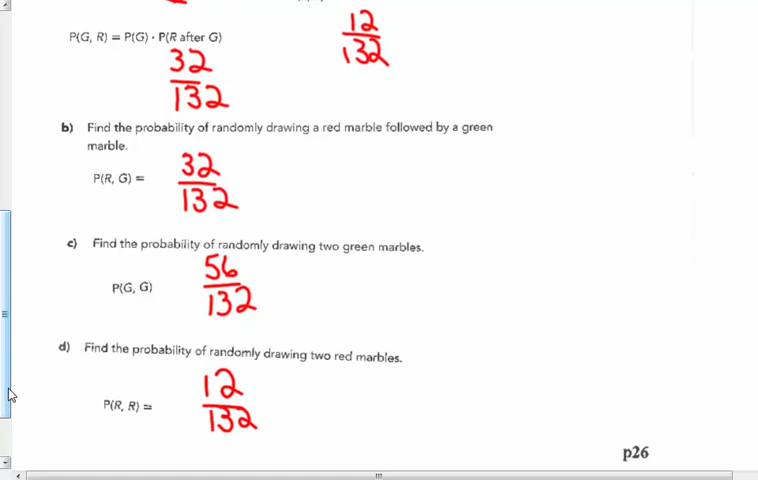 12
132
P(G, R) = P(G) · P(R after G)
32
132
b) Find the probability of randomly drawing a red marble followed by a green
marble.
P(R, G) =
32
132
c) Find the probability of randomly drawing two green marbles.
P(G, G)
56
132
d) Find the probability of randomly drawing two red marbles.
P(R, R) =
12
132
p26